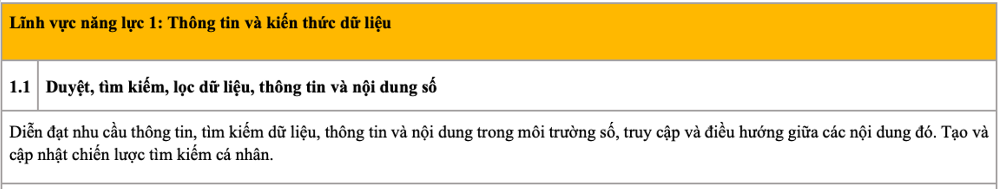 Lĩnh vực năng lực 1: Thông tin và kiến thức dữ liệu
1.1 Duyệt, tìm kiếm, lọc dữ liệu, thông tin và nội dung số
Diễn đạt nhu cầu thông tin, tìm kiếm dữ liệu, thông tin và nội dung trong môi trường số, truy cập và điều hướng giữa các nội dung đó. Tạo và
cập nhật chiến lược tìm kiếm cá nhân.